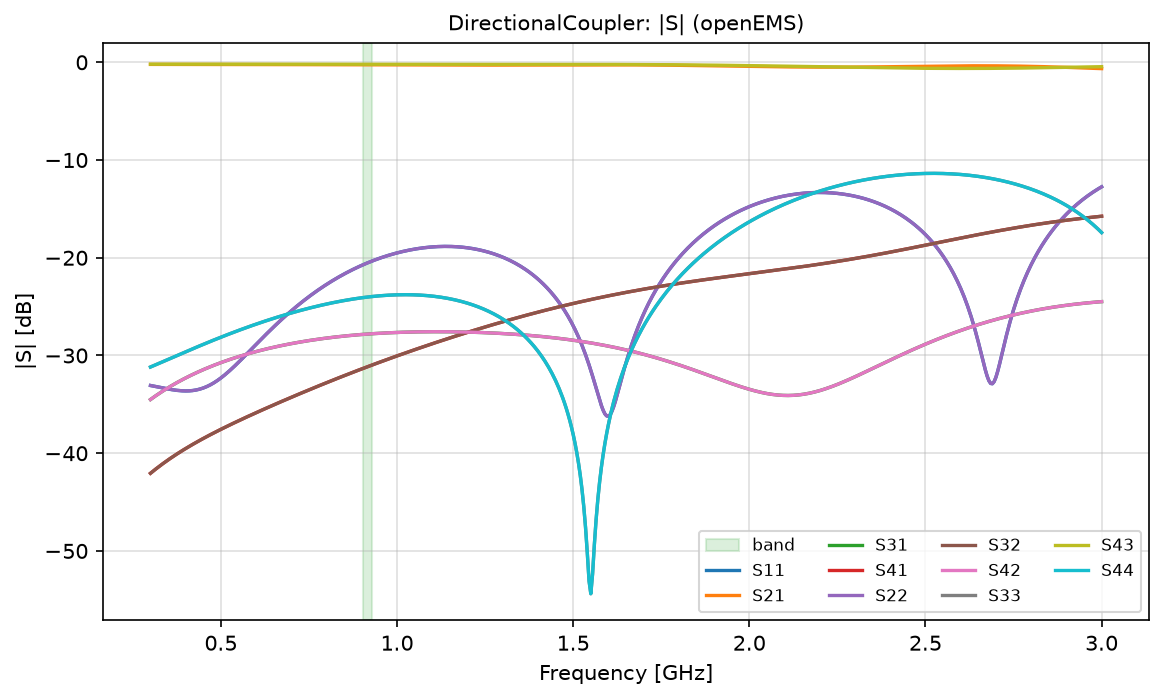 DirectionalCoupler: |S| (openEMS)
0
−10
−20
−30
−40
−50
|S| [dB]
0.5 1.0 1.5 2.0 2.5 3.0
Frequency [GHz]
band S31 S32 S43
S11 S41 S42 S44
S21 S22 S33